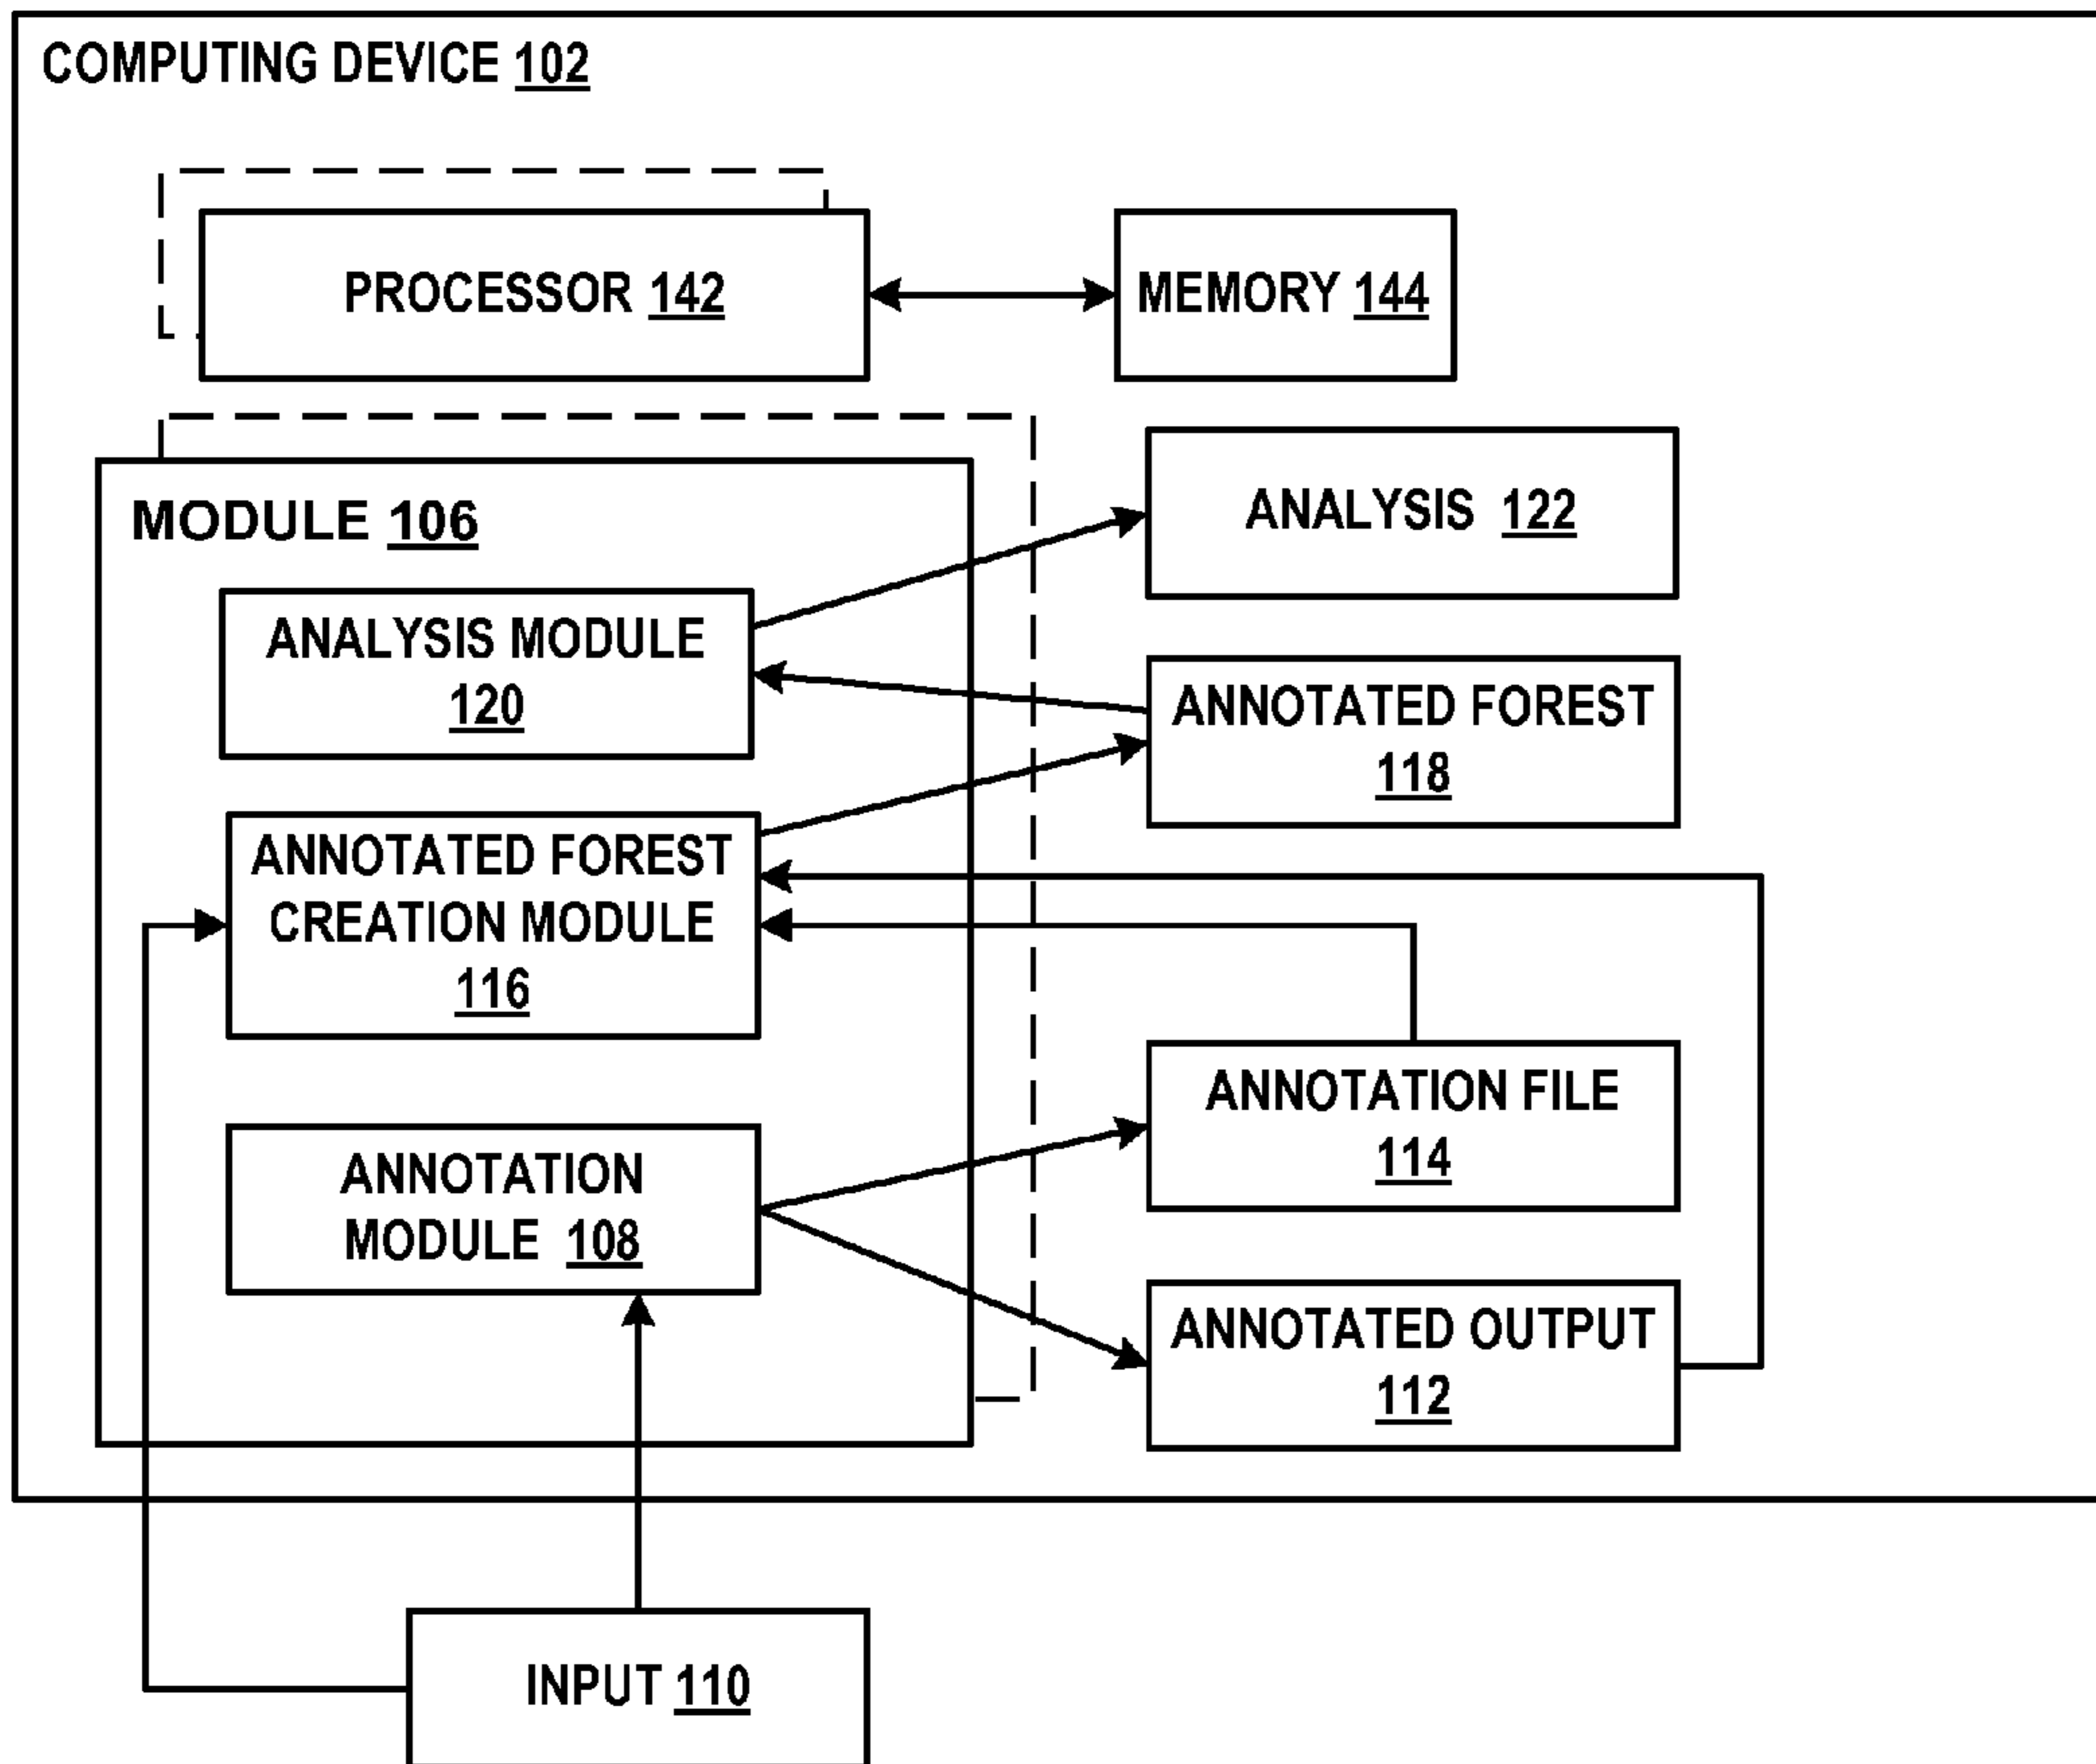 COMPUTING DEVICE 102
PROCESSOR 142
MEMORY 144
MODULE 106
ANALYSIS 122
ANALYSIS MODULE
120
ANNOTATED FOREST
118
ANNOTATED FOREST
CREATION MODULE
116
ANNOTATION FILE
114
ANNOTATION
MODULE 108
ANNOTATED OUTPUT
112
INPUT 110